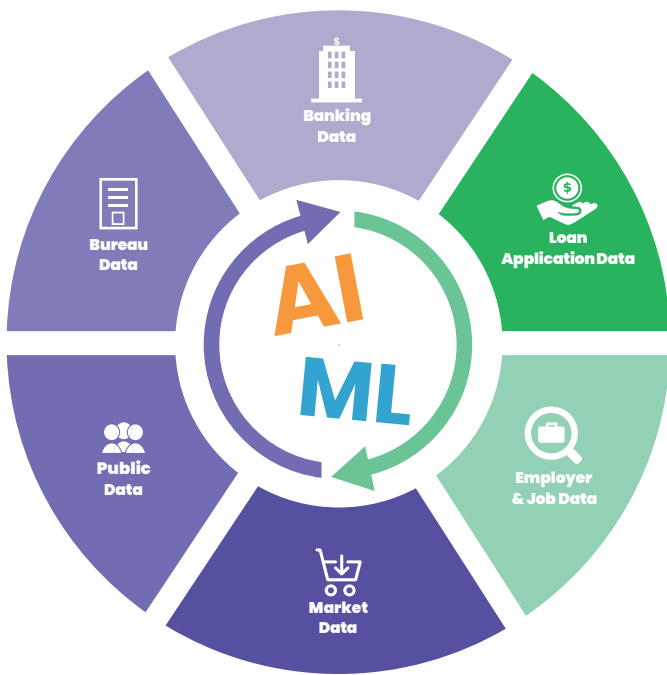 $
Banking
Data
$
Loan
Application Data
Employer
& Job Data
Market
Data
Public
Data
Bureau
Data
AI
ML